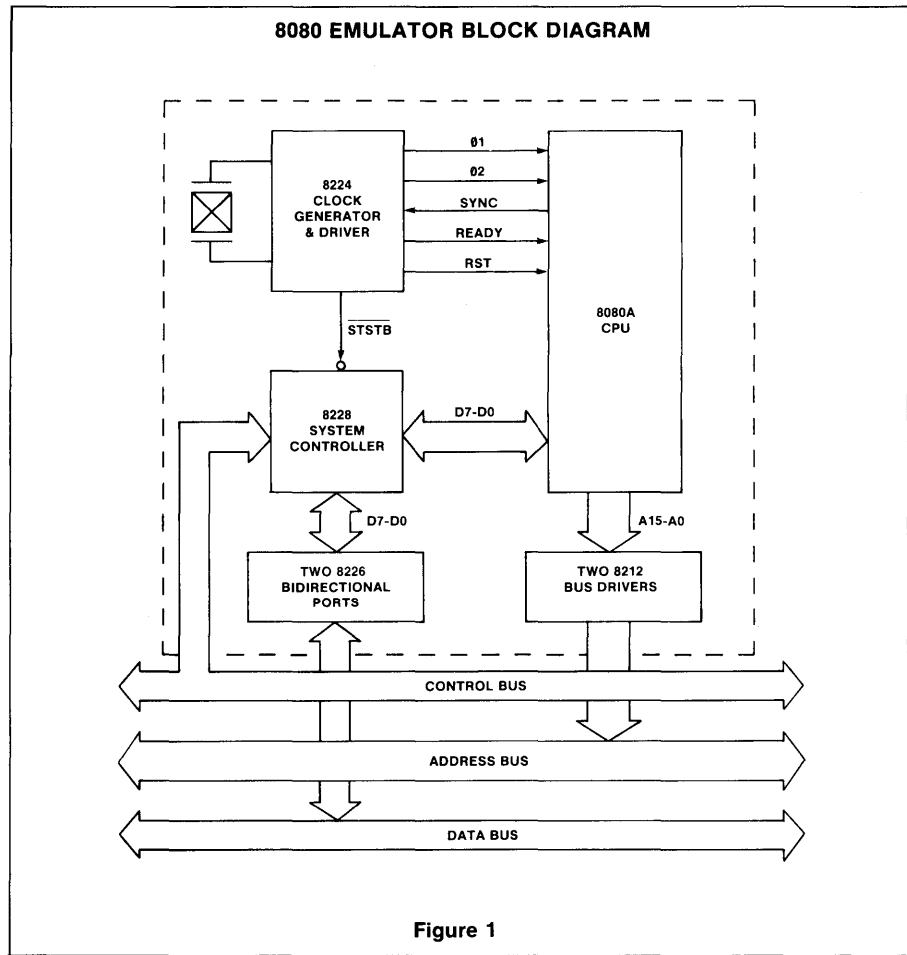 8080 EMULATOR BLOCK DIAGRAM
8224
CLOCK
GENERATOR
& DRIVER
Ø1
Ø2
SYNC
READY
RST
8080A
CPU
STSTB
8228
SYSTEM
CONTROLLER
D7-D0
D7-D0
A15-A0
TWO 8226
BIDIRECTIONAL
PORTS
TWO 8212
BUS DRIVERS
CONTROL BUS
ADDRESS BUS
DATA BUS
Figure 1